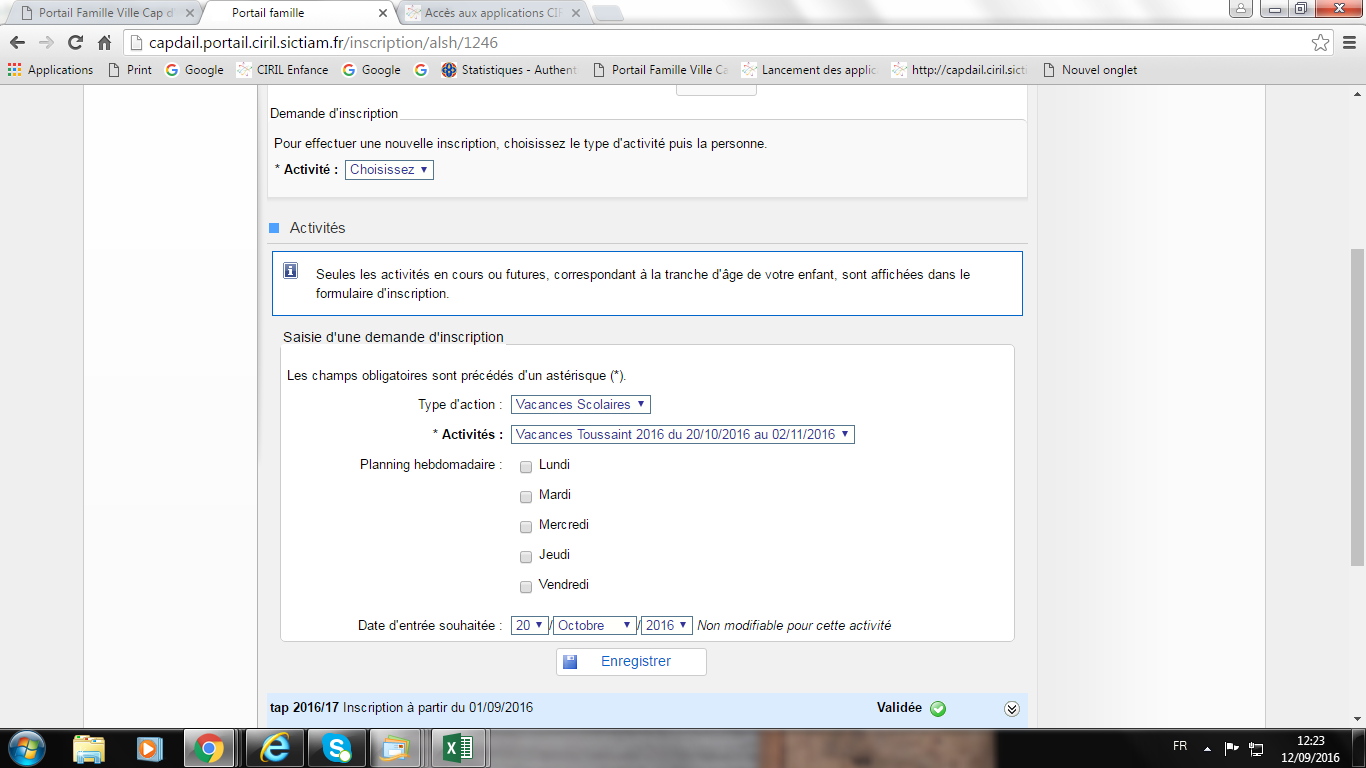 Portail Famille Ville Cap d'
Portail famille
Accès aux applications CIRI
capdail.portail.ciril.sictiam.fr/inscription/alsh/1246
Applications
Print
Google
CIRIL Enfance
Google
Statistiques - Authent
Portail Famille Ville Ca
Lancement des applic
http://capdail.ciril.sicti
Nouvel onglet
Demande d'inscription
Pour effectuer une nouvelle inscription, choisissez le type d'activité puis la personne.
* Activité : Choisissez
Activités
Seules les activités en cours ou futures, correspondant à la tranche d'âge de votre enfant, sont affichées dans le
formulaire d'inscription.
Saisie d'une demande d'inscription
Les champs obligatoires sont précédés d'un astérisque (*).
Type d'action : Vacances Scolaires
* Activités : Vacances Toussaint 2016 du 20/10/2016 au 02/11/2016
Planning hebdomadaire : Lundi
Mardi
Mercredi
Jeudi
Vendredi
Date d'entrée souhaitée : 20 / Octobre / 2016 Non modifiable pour cette activité
Enregistrer
tap 2016/17 Inscription à partir du 01/09/2016 Validée
FR
12:23
12/09/2016